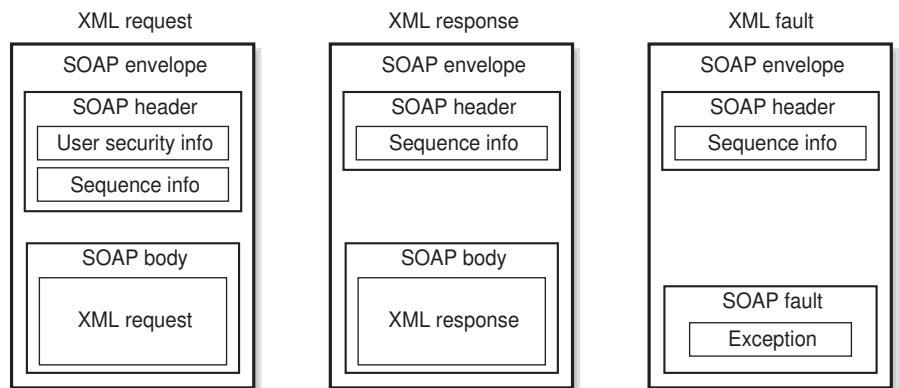 XML request
SOAP envelope
SOAP header
User security info
Sequence info
SOAP body
XML request
XML response
SOAP envelope
SOAP header
Sequence info
SOAP body
XML response
XML fault
SOAP envelope
SOAP header
Sequence info
SOAP fault
Exception